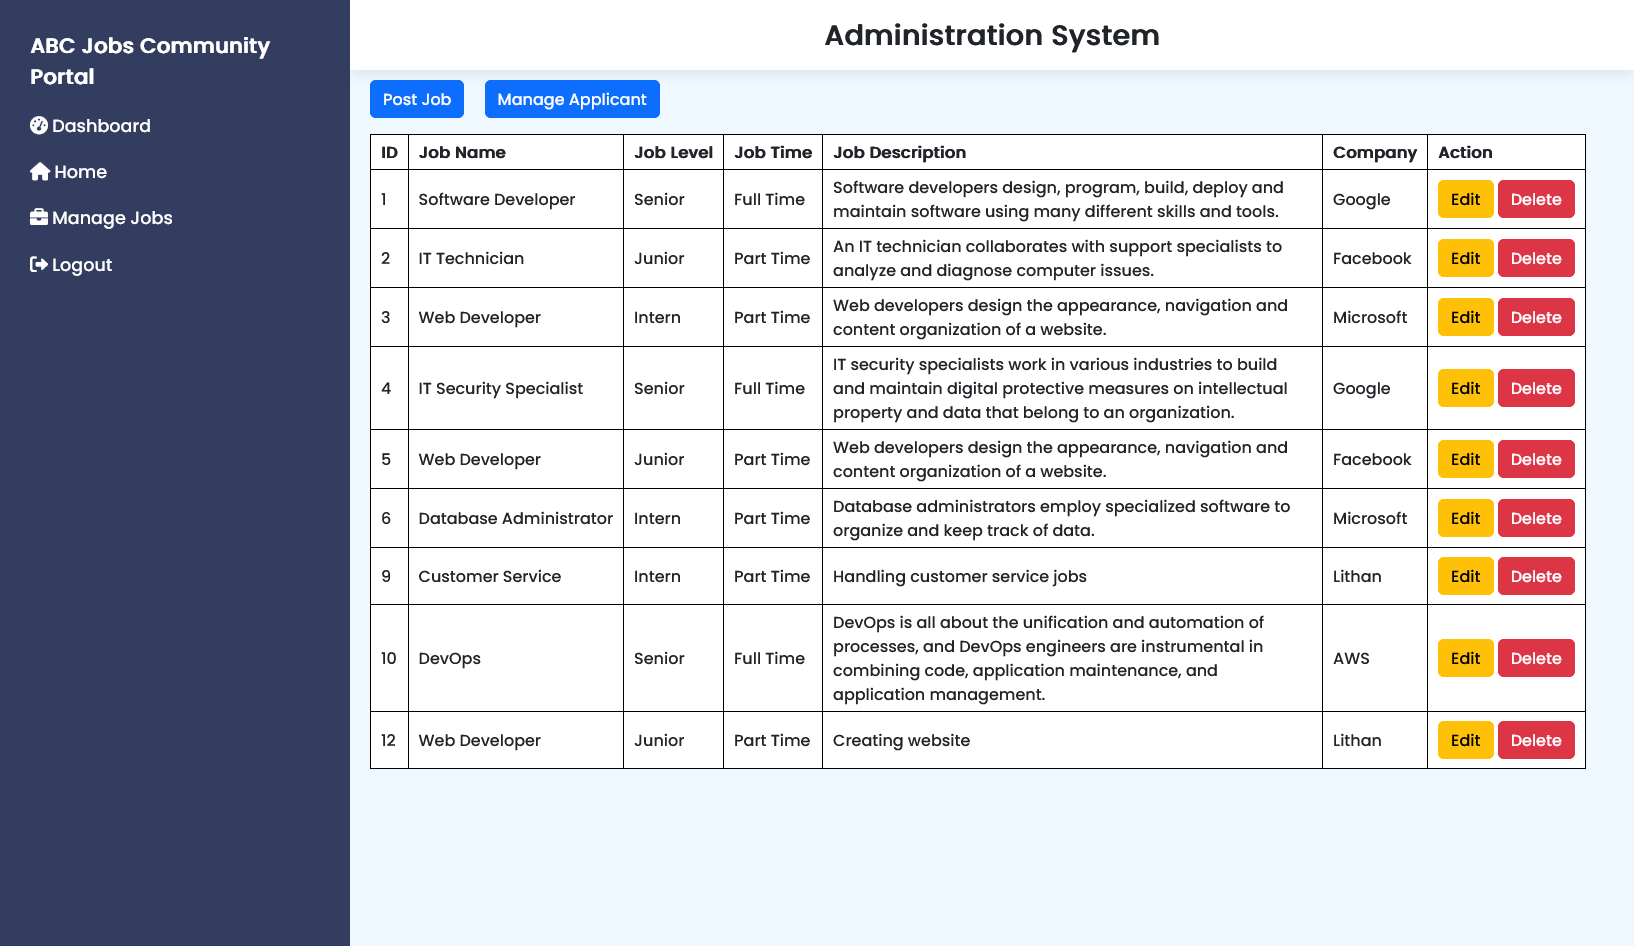 ABC Jobs Community
Portal
Dashboard
Home
Manage Jobs
Logout
Administration System
Post Job Manage Applicant
ID Job Name Job Level Job Time Job Description Company Action
1 Software Developer Senior Full Time Software developers design, program, build, deploy and
maintain software using many different skills and tools. Google Edit Delete
2 IT Technician Junior Part Time An IT technician collaborates with support specialists to
analyze and diagnose computer issues. Facebook Edit Delete
3 Web Developer Intern Part Time Web developers design the appearance, navigation and
content organization of a website. Microsoft Edit Delete
4 IT Security Specialist Senior Full Time IT security specialists work in various industries to build
and maintain digital protective measures on intellectual
property and data that belong to an organization. Google Edit Delete
5 Web Developer Junior Part Time Web developers design the appearance, navigation and
content organization of a website. Facebook Edit Delete
6 Database Administrator Intern Part Time Database administrators employ specialized software to
organize and keep track of data. Microsoft Edit Delete
9 Customer Service Intern Part Time Handling customer service jobs Lithan Edit Delete
10 DevOps Senior Full Time DevOps is all about the unification and automation of
processes, and DevOps engineers are instrumental in
combining code, application maintenance, and
application management. AWS Edit Delete
12 Web Developer Junior Part Time Creating website Lithan Edit Delete